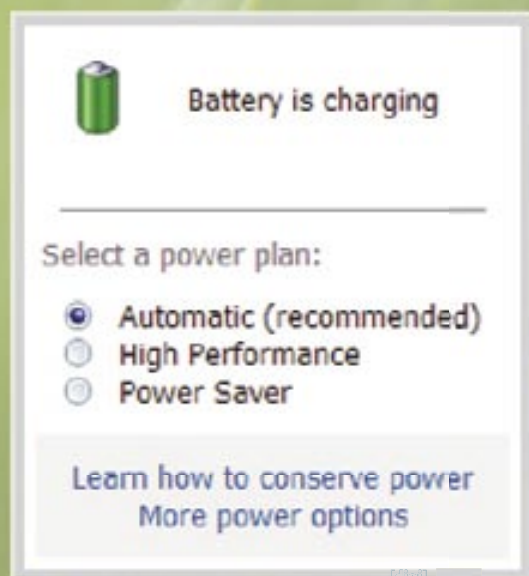 Battery is charging
Select a power plan:
Automatic (recommended)
High Performance
Power Saver
Learn how to conserve power
More power options